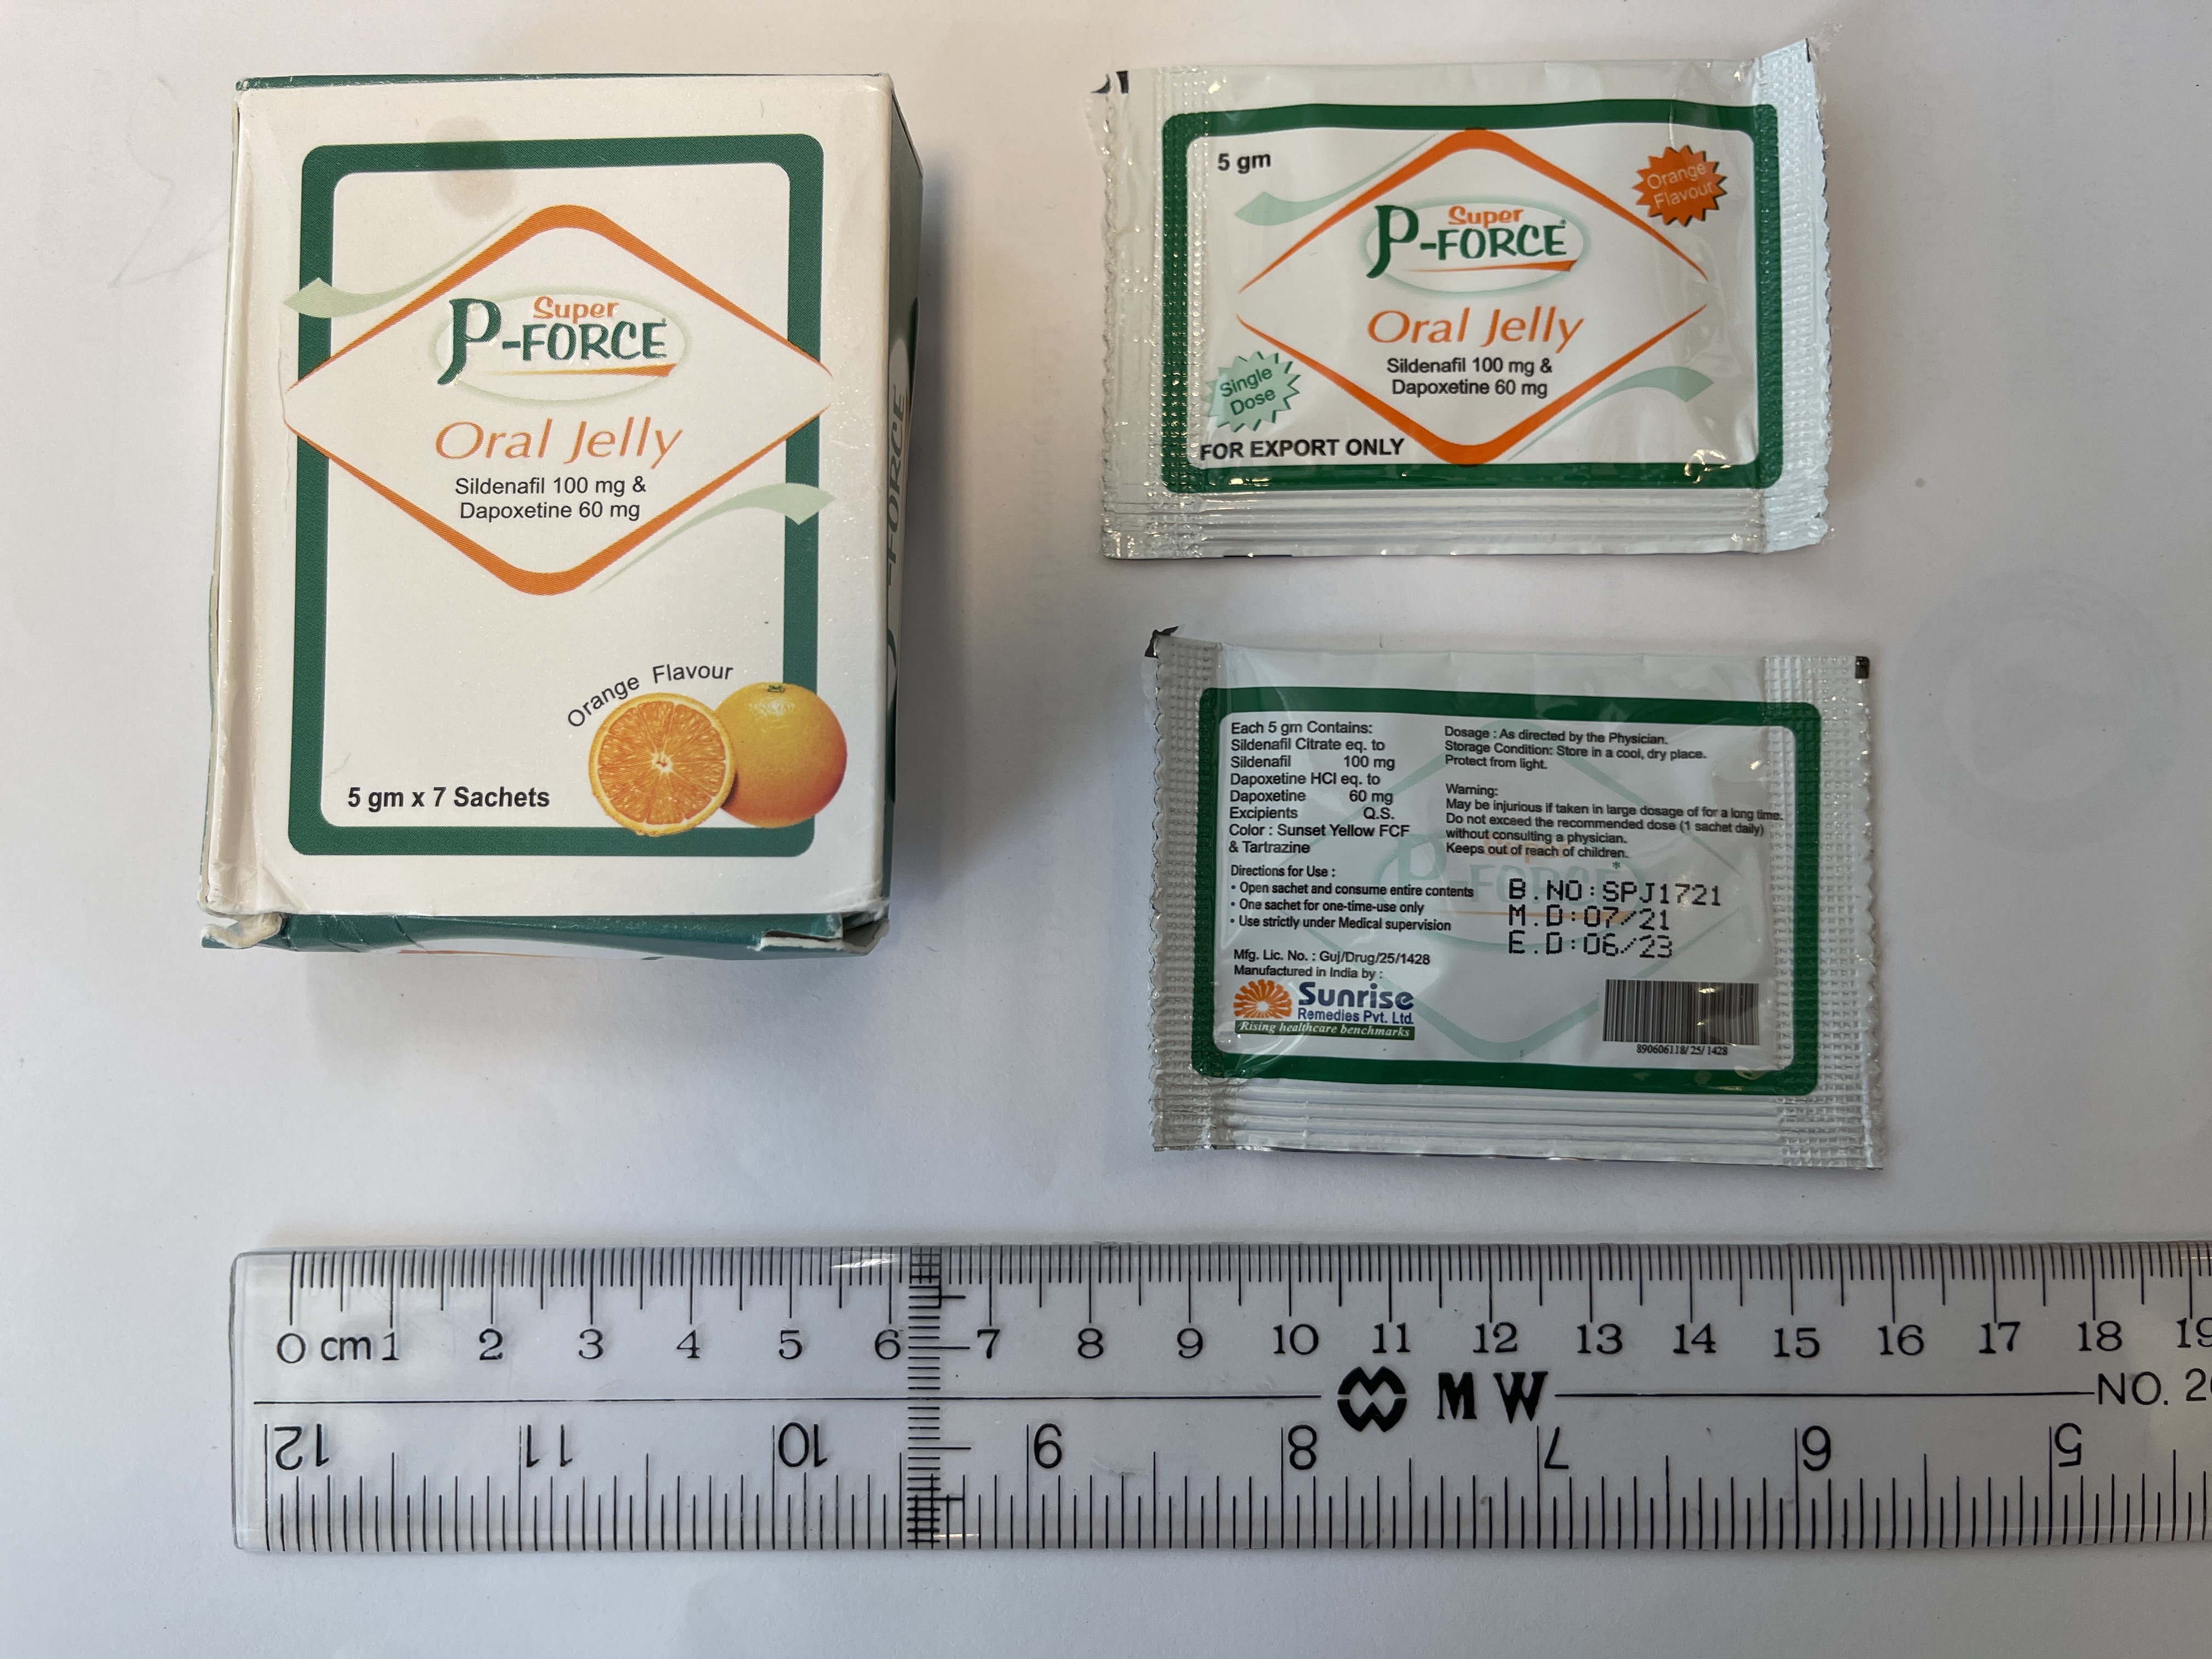 Super
P-FORCE
Oral Jelly
Sildenafil 100 mg &
Dapoxetine 60 mg
Orange Flavour
5 gm x 7 Sachets
-FORCE
5 gm
Orange
Flavour
Super
P-FORCE
Oral Jelly
Sildenafil 100 mg &
Dapoxetine 60 mg
Single
Dose
FOR EXPORT ONLY
Each 5 gm Contains:
Sildenafil Citrate eq. to
Sildenafil 100 mg
Dapoxetine HCl eq. to
Dapoxetine 60 mg
Excipients Q.S.
Color : Sunset Yellow FCF
& Tartrazine
Directions for Use :
• Open sachet and consume entire contents
• One sachet for one-time-use only
• Use strictly under Medical supervision
Mfg. Lic. No. : Guj/Drug/25/1428
Manufactured in India by :
Sunrise
Remedies Pvt. Ltd.
Rising healthcare benchmarks
Dosage : As directed by the Physician.
Storage Condition: Store in a cool, dry place.
Protect from light.
Warning:
May be injurious if taken in large dosage of for a long time.
Do not exceed the recommended dose (1 sachet daily)
without consulting a physician.
Keeps out of reach of children.
P-FORCE
B.NO:SPJ1721
M.D:07/21
E.D:06/23
890606118/25/1428
0 cm 1 2 3 4 5 6 7 8 9 10 11 12 13 14 15 16 17 18 19
MW NO. 2
12 11 10 9 8 7 6 5